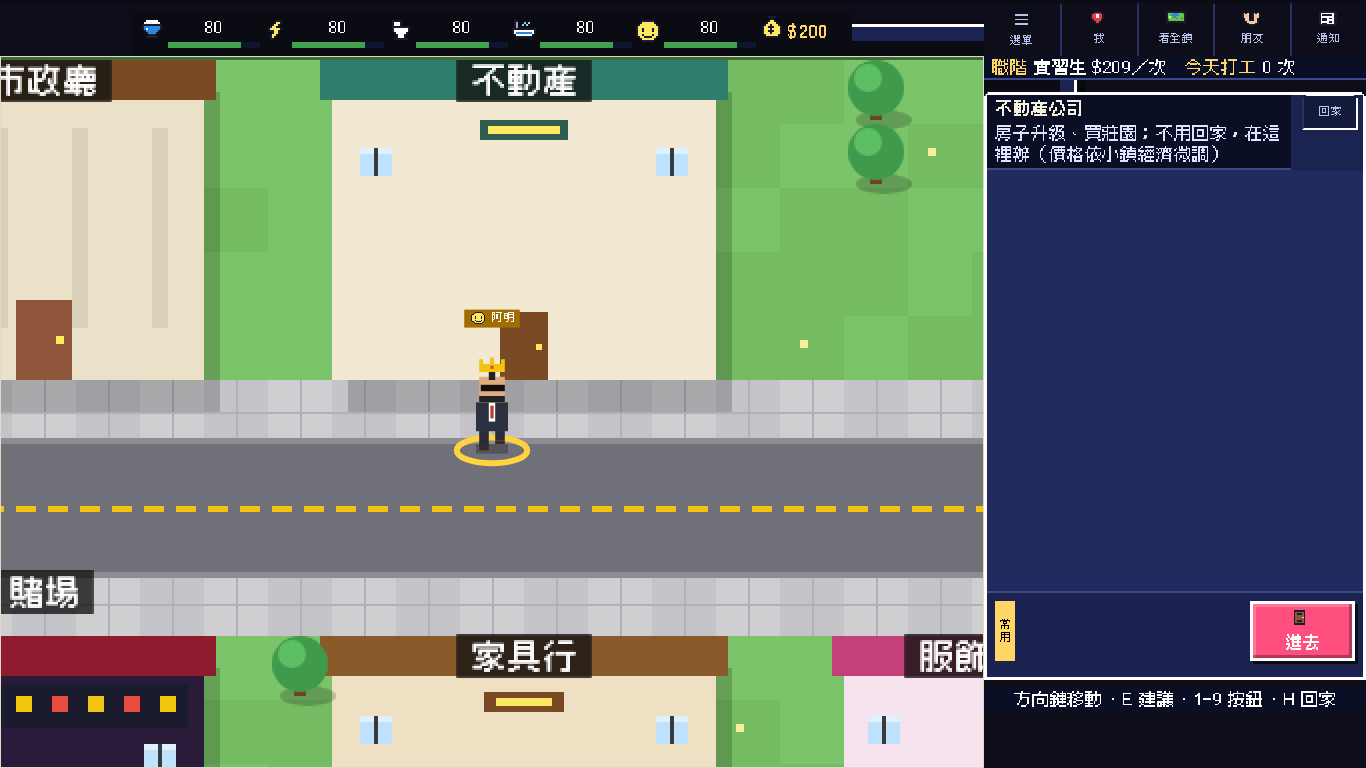 80
80
80
80
80
$200
選單
我
看全鎮
朋友
通知
職階 實習生 $209／次 今天打工 0 次
市政廳
不動產
不動產公司
回家
房子升級、買莊園；不用回家，在這
裡辦（價格依小鎮經濟微調）
阿明
賭場
家具行
服飾
常用
進去
方向鍵移動 · E 建議 · 1-9 按鈕 · H 回家